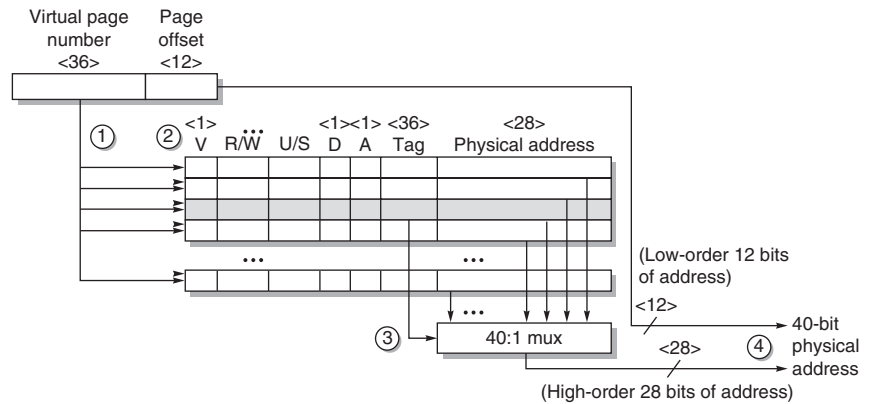 Virtual page
number
<36>
Page
offset
<12>
1
2
<1>
V
R/W
...
U/S
<1>
D
<1>
A
<36>
Tag
<28>
Physical address
...
...
(Low-order 12 bits
of address)
<12>
...
3
40:1 mux
<28>
4
40-bit
physical
address
(High-order 28 bits of address)